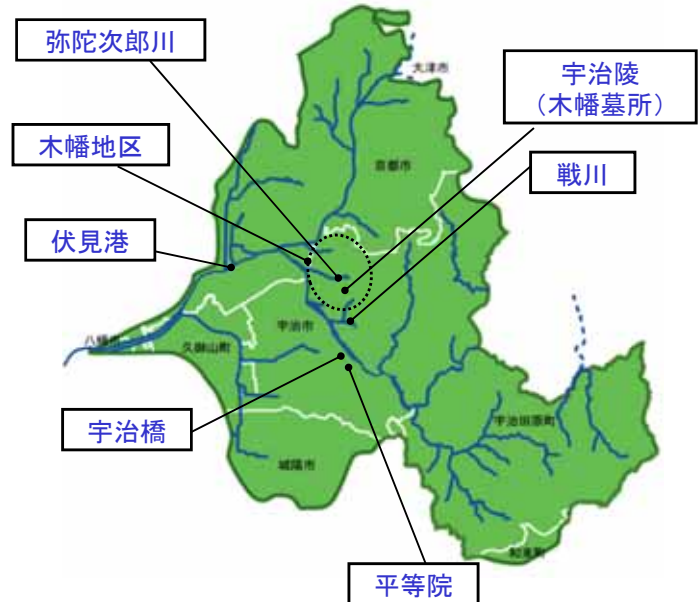 弥陀次郎川
宇治陵
(木幡墓所)
木幡地区
戦川
伏見港
大津市
京都市
宇治市
八幡市
久御山町
宇治橋
宇治田原町
城陽市
和束町
平等院